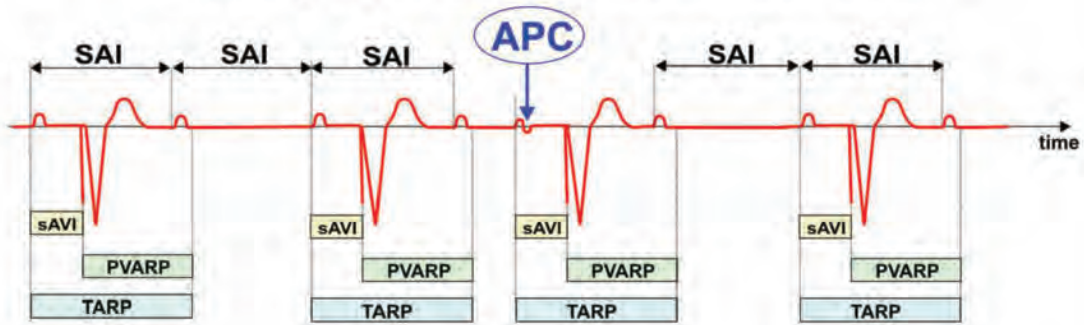 APC
SAI SAI SAI SAI SAI
time
sAVI sAVI sAVI sAVI
PVARP PVARP PVARP PVARP
TARP TARP TARP TARP